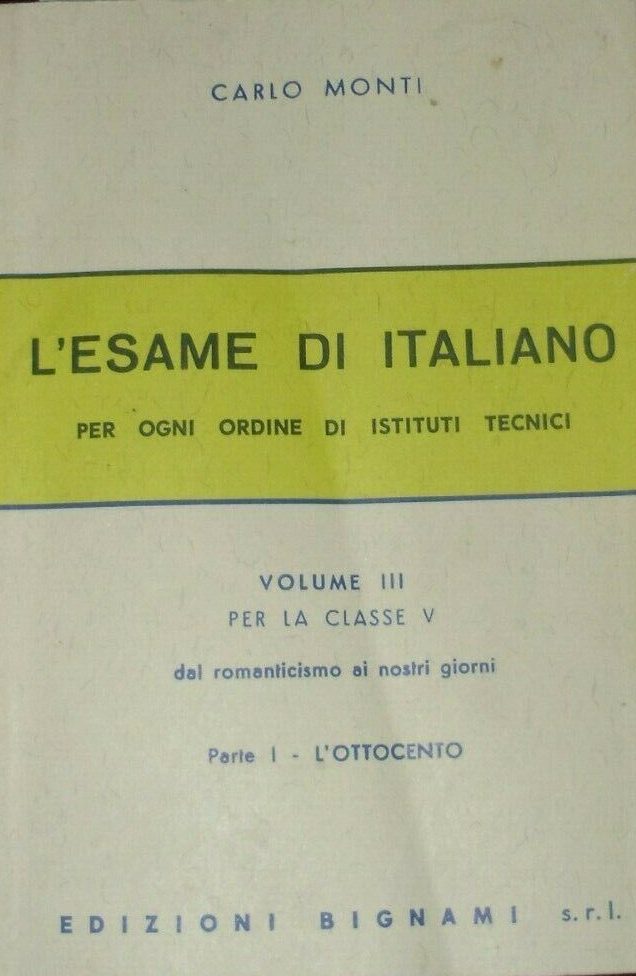 CARLO MONTI
L'ESAME DI ITALIANO
PER OGNI ORDINE DI ISTITUTI TECNICI
VOLUME III
PER LA CLASSE V
dal romanticismo ai nostri giorni
Parte I - L'OTTOCENTO
EDIZIONI BIGNAMI s.r.l.